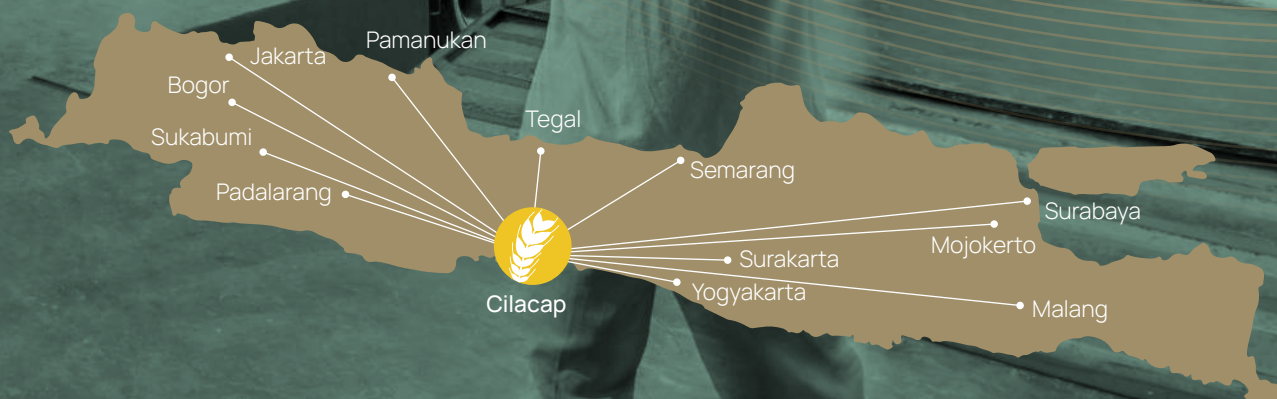 Pamanukan
Jakarta
Bogor
Tegal
Sukabumi
Semarang
Padalarang
Surabaya
Mojokerto
Surakarta
Yogyakarta
Cilacap
Malang